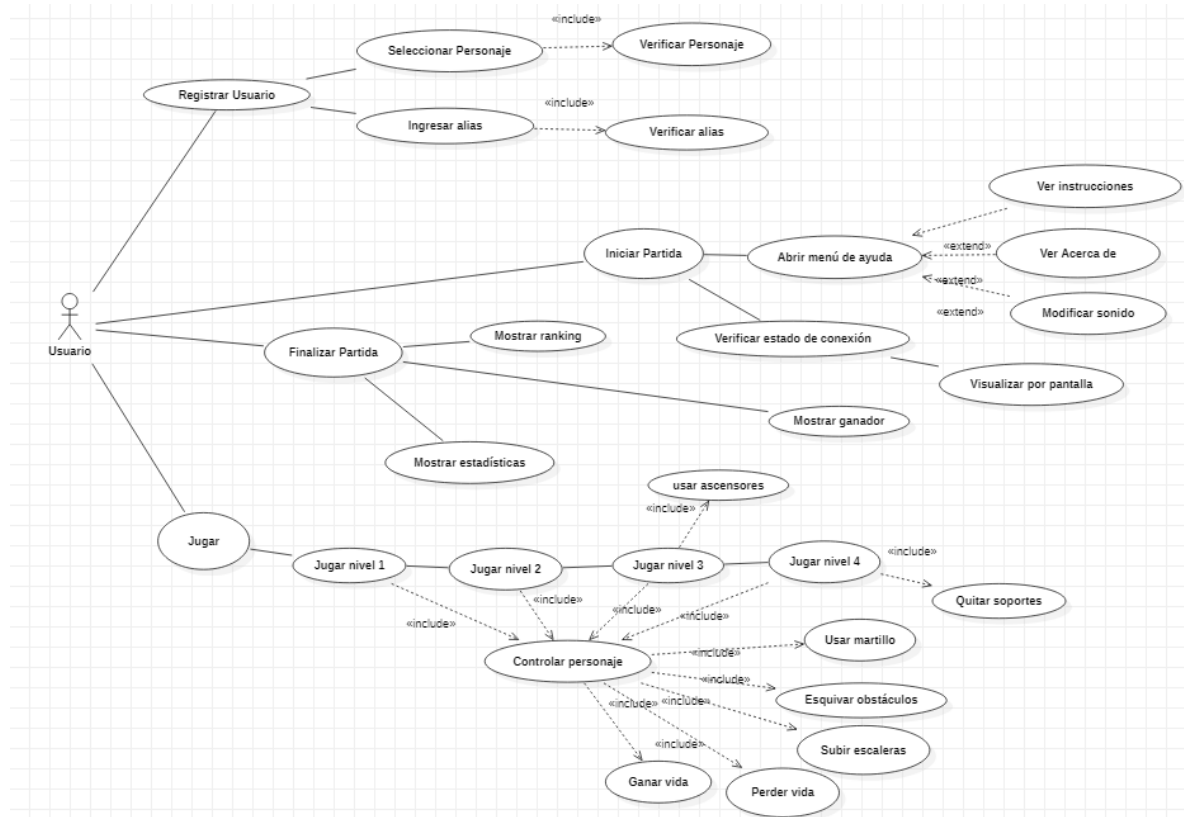 «include»
Seleccionar Personaje
Verificar Personaje
Registrar Usuario
«include»
Ingresar alias
Verificar alias
Ver instrucciones
Iniciar Partida
Abrir menú de ayuda
«extend»
Ver Acerca de
«extend»
«extend»
Modificar sonido
Usuario
Mostrar ranking
Verificar estado de conexión
Finalizar Partida
Visualizar por pantalla
Mostrar ganador
Mostrar estadísticas
usar ascensores
«include»
Jugar
«include»
Jugar nivel 1
Jugar nivel 2
Jugar nivel 3
Jugar nivel 4
Quitar soportes
«include»
«include»
«include»
«include»
Usar martillo
Controlar personaje
«include»
«include»
Esquivar obstáculos
«include»
«include»
«include»
Subir escaleras
Ganar vida
Perder vida